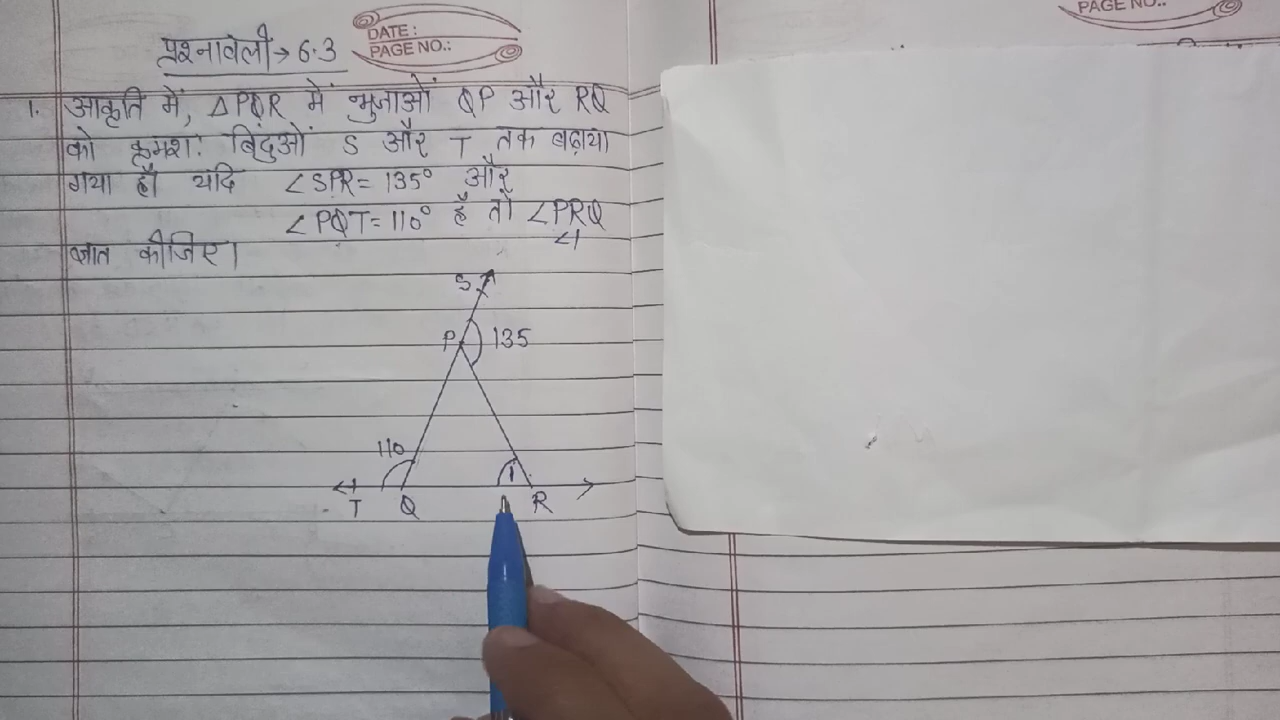 DATE :
PAGE NO.:
PAGE NO.:
प्रश्नावली → 6.3
1. आकृति में, △PQR में भुजाओं QP और RQ
को क्रमश: बिंदुओं S और T तक बढ़ाया
गया है। यदि ∠SPR = 135° और
∠PQT = 110° है तो ∠PRQ
∠1
ज्ञात कीजिए।
S
P 135
110
1
T Q R